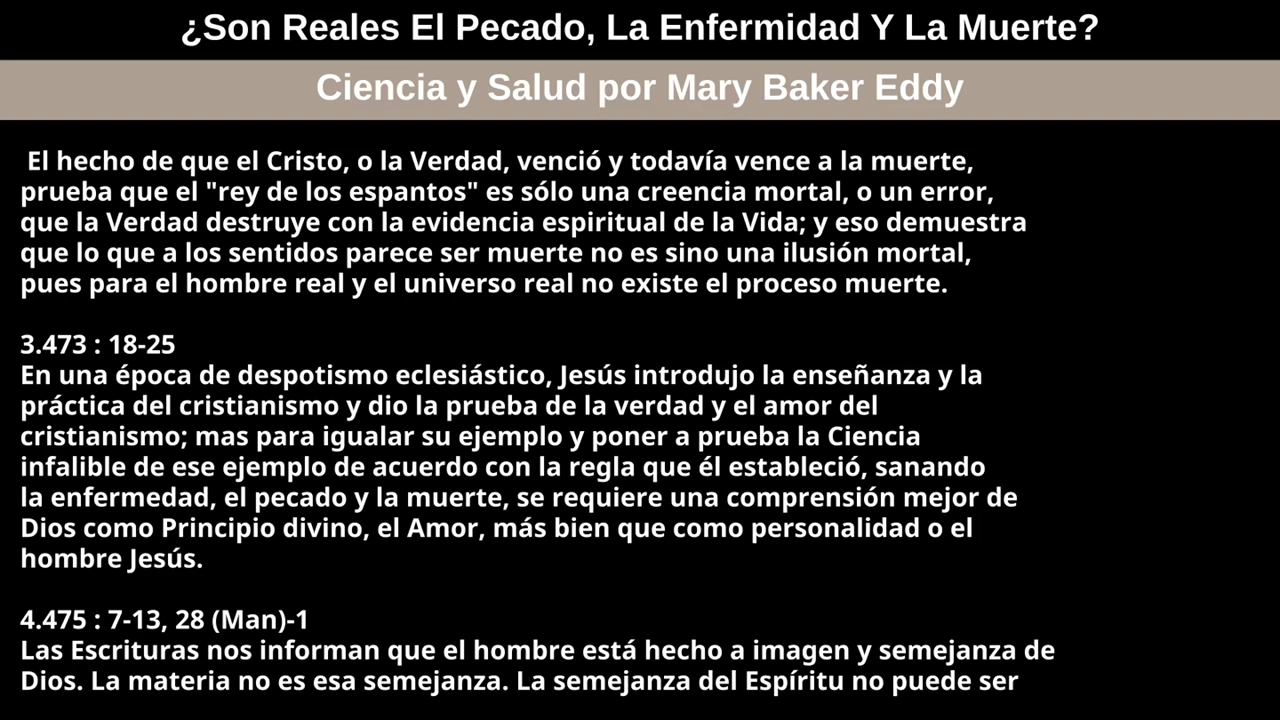 ¿Son Reales El Pecado, La Enfermidad Y La Muerte?
Ciencia y Salud por Mary Baker Eddy
El hecho de que el Cristo, o la Verdad, venció y todavía vence a la muerte,
prueba que el "rey de los espantos" es sólo una creencia mortal, o un error,
que la Verdad destruye con la evidencia espiritual de la Vida; y eso demuestra
que lo que a los sentidos parece ser muerte no es sino una ilusión mortal,
pues para el hombre real y el universo real no existe el proceso muerte.
3.473 : 18-25
En una época de despotismo eclesiástico, Jesús introdujo la enseñanza y la
práctica del cristianismo y dio la prueba de la verdad y el amor del
cristianismo; mas para igualar su ejemplo y poner a prueba la Ciencia
infalible de ese ejemplo de acuerdo con la regla que él estableció, sanando
la enfermedad, el pecado y la muerte, se requiere una comprensión mejor de
Dios como Principio divino, el Amor, más bien que como personalidad o el
hombre Jesús.
4.475 : 7-13, 28 (Man)-1
Las Escrituras nos informan que el hombre está hecho a imagen y semejanza de
Dios. La materia no es esa semejanza. La semejanza del Espíritu no puede ser